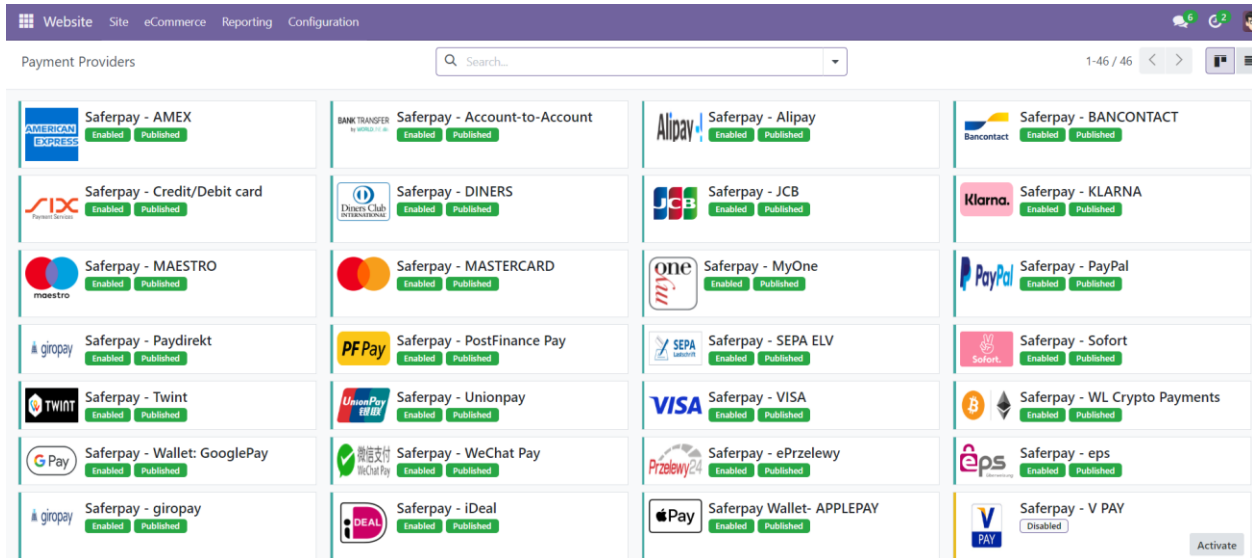 Website Site eCommerce Reporting Configuration 6 2
Payment Providers Search... 1-46 / 46
AMERICAN EXPRESS Saferpay - AMEX
Enabled Published
BANK TRANSFER Saferpay - Account-to-Account
Enabled Published
Alipay Saferpay - Alipay
Enabled Published
Bancontact Saferpay - BANCONTACT
Enabled Published
SIX Payment Services Saferpay - Credit/Debit card
Enabled Published
Diners Club INTERNATIONAL Saferpay - DINERS
Enabled Published
JCB Saferpay - JCB
Enabled Published
Klarna. Saferpay - KLARNA
Enabled Published
maestro Saferpay - MAESTRO
Enabled Published
Saferpay - MASTERCARD
Enabled Published
my one Saferpay - MyOne
Enabled Published
PayPal Saferpay - PayPal
Enabled Published
giropay Saferpay - Paydirekt
Enabled Published
PF Pay Saferpay - PostFinance Pay
Enabled Published
SEPA Lastschrift Saferpay - SEPA ELV
Enabled Published
Sofort. Saferpay - Sofort
Enabled Published
TWINT Saferpay - Twint
Enabled Published
UnionPay 银联 Saferpay - Unionpay
Enabled Published
VISA Saferpay - VISA
Enabled Published
Saferpay - WL Crypto Payments
Enabled Published
G Pay Saferpay - Wallet: GooglePay
Enabled Published
微信支付 WeChat Pay Saferpay - WeChat Pay
Enabled Published
Przelewy24 Saferpay - ePrzelewy
Enabled Published
eps Saferpay - eps
Enabled Published
giropay Saferpay - giropay
Enabled Published
iDEAL Saferpay - iDeal
Enabled Published
Pay Saferpay Wallet- APPLEPAY
Enabled Published
V PAY Saferpay - V PAY
Disabled
Activate